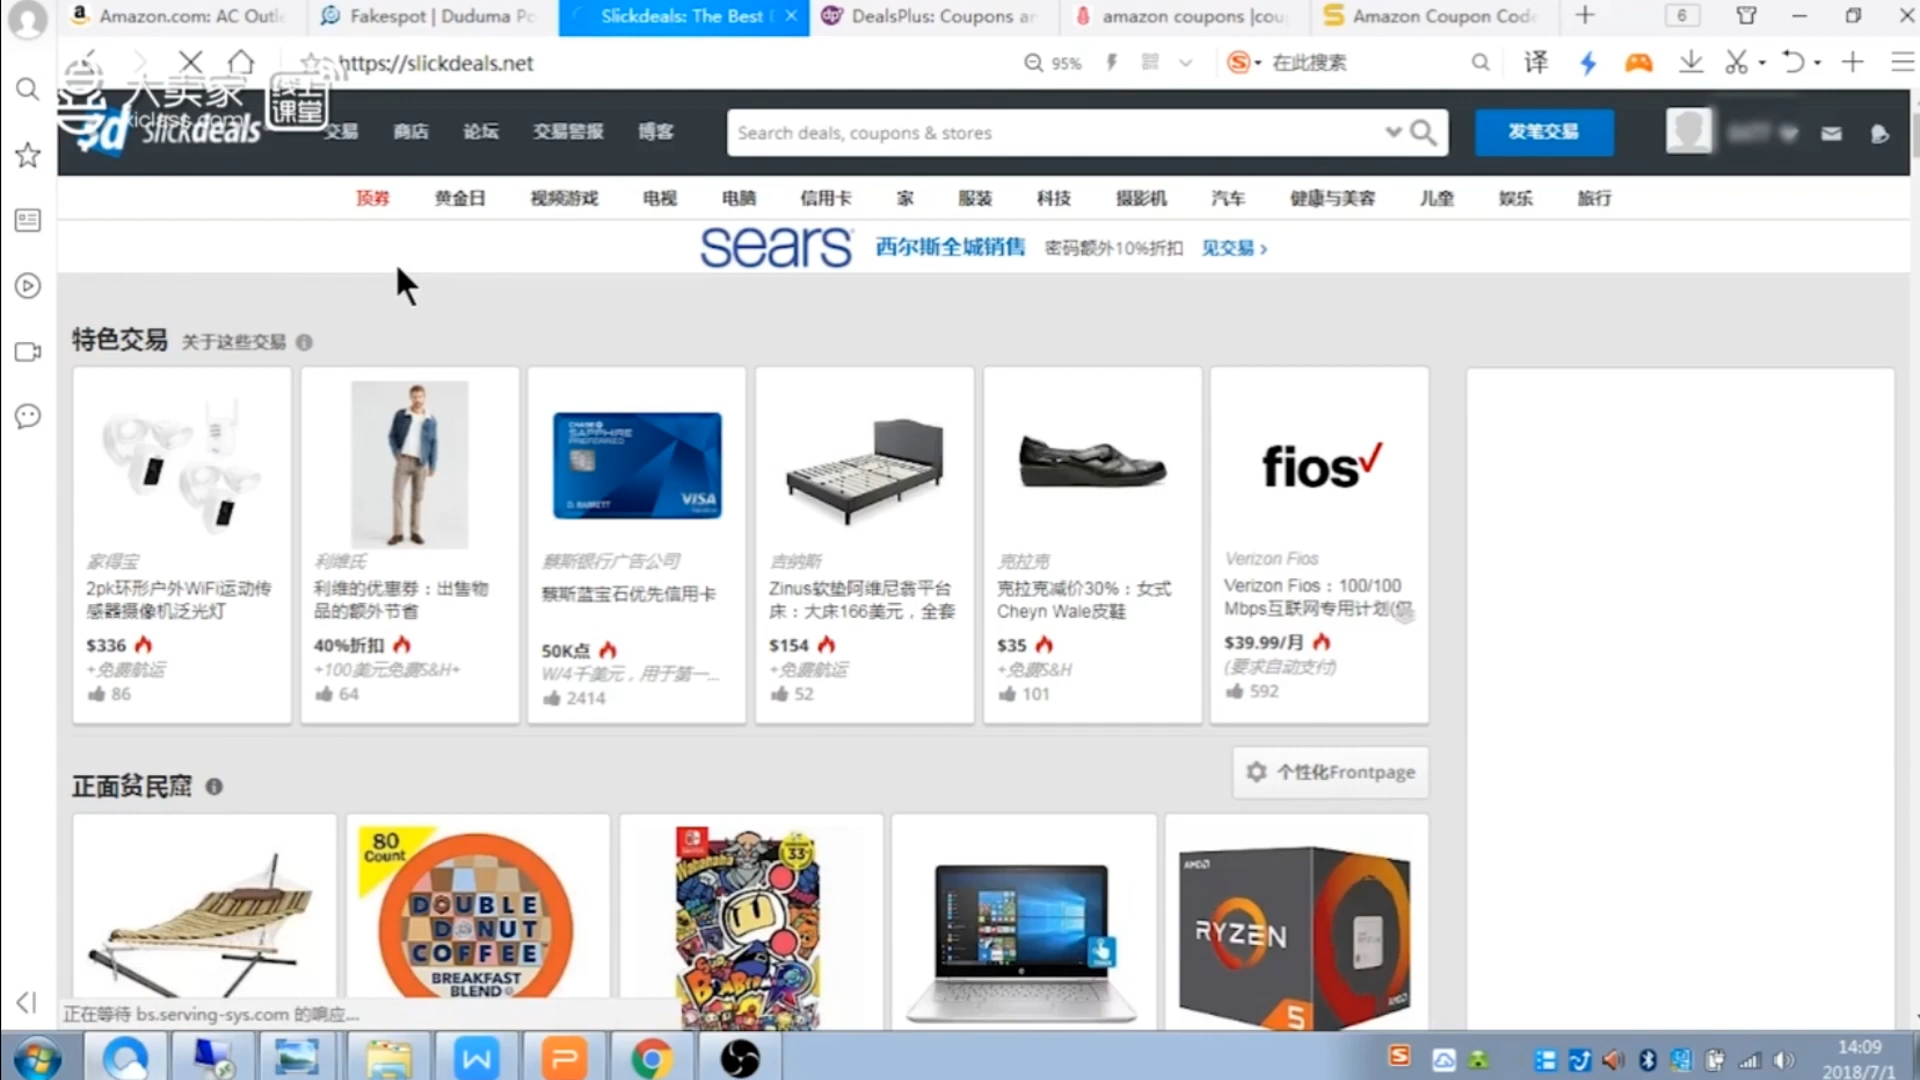 Amazon.com: AC Outl
Fakespot | Duduma Po
Slickdeals: The Best
DealsPlus: Coupons an
amazon coupons |cou
Amazon Coupon Code
6
https://slickdeals.net
95%
在此搜索
译
大卖家
线上
课堂
slickdeals
交易
商店
论坛
交易警报
博客
Search deals, coupons & stores
发笔交易
顶券
黄金日
视频游戏
电视
电脑
信用卡
家
服装
科技
摄影机
汽车
健康与美容
儿童
娱乐
旅行
sears
西尔斯全城销售
密码额外10%折扣
见交易 ›
特色交易
关于这些交易
家得宝
2pk环形户外WiFi运动传
感器摄像机泛光灯
$336
+免费航运
86
利维氏
利维的优惠券：出售物
品的额外节省
40%折扣
+100美元免费S&H+
64
CHASE
SAPPHIRE
PREFERRED
D. BARRETT
VISA
蔡斯银行广告公司
蔡斯蓝宝石优先信用卡
50K点
W/4千美元，用于第一...
2414
吉纳斯
Zinus软垫阿维尼翁平台
床：大床166美元，全套
$154
+免费航运
52
克拉克
克拉克减价30%：女式
Cheyn Wale皮鞋
$35
+免费S&H
101
fios
Verizon Fios
Verizon Fios：100/100
Mbps互联网专用计划(仅
$39.99/月
(要求自动支付)
592
正面贫民窟
个性化Frontpage
80
Count
DOUBLE
DONUT
COFFEE
BREAKFAST
BLEND
33
AMD
RYZEN
5
AMD
正在等待 bs.serving-sys.com 的响应...
14:09
2018/7/1